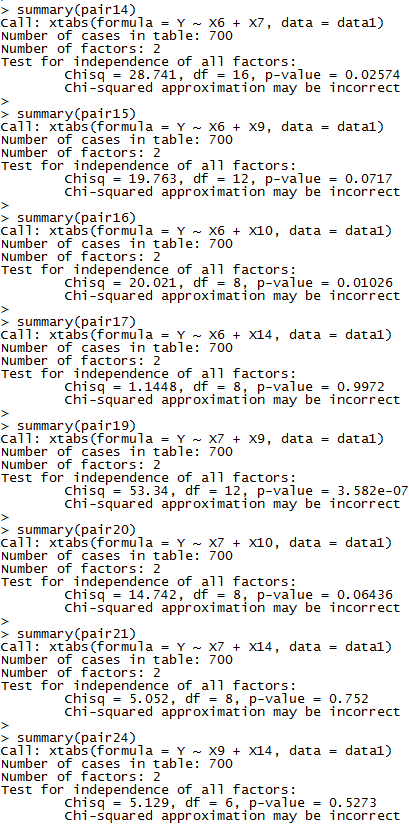 > summary(pair14)
Call: xtabs(formula = Y ~ X6 + X7, data = data1)
Number of cases in table: 700
Number of factors: 2
Test for independence of all factors:
        Chisq = 28.741, df = 16, p-value = 0.02574
        Chi-squared approximation may be incorrect
>
> summary(pair15)
Call: xtabs(formula = Y ~ X6 + X9, data = data1)
Number of cases in table: 700
Number of factors: 2
Test for independence of all factors:
        Chisq = 19.763, df = 12, p-value = 0.0717
        Chi-squared approximation may be incorrect
>
> summary(pair16)
Call: xtabs(formula = Y ~ X6 + X10, data = data1)
Number of cases in table: 700
Number of factors: 2
Test for independence of all factors:
        Chisq = 20.021, df = 8, p-value = 0.01026
        Chi-squared approximation may be incorrect
>
> summary(pair17)
Call: xtabs(formula = Y ~ X6 + X14, data = data1)
Number of cases in table: 700
Number of factors: 2
Test for independence of all factors:
        Chisq = 1.1448, df = 8, p-value = 0.9972
        Chi-squared approximation may be incorrect
>
> summary(pair19)
Call: xtabs(formula = Y ~ X7 + X9, data = data1)
Number of cases in table: 700
Number of factors: 2
Test for independence of all factors:
        Chisq = 53.34, df = 12, p-value = 3.582e-07
        Chi-squared approximation may be incorrect
>
> summary(pair20)
Call: xtabs(formula = Y ~ X7 + X10, data = data1)
Number of cases in table: 700
Number of factors: 2
Test for independence of all factors:
        Chisq = 14.742, df = 8, p-value = 0.06436
        Chi-squared approximation may be incorrect
>
> summary(pair21)
Call: xtabs(formula = Y ~ X7 + X14, data = data1)
Number of cases in table: 700
Number of factors: 2
Test for independence of all factors:
        Chisq = 5.052, df = 8, p-value = 0.752
        Chi-squared approximation may be incorrect
>
> summary(pair24)
Call: xtabs(formula = Y ~ X9 + X14, data = data1)
Number of cases in table: 700
Number of factors: 2
Test for independence of all factors:
        Chisq = 5.129, df = 6, p-value = 0.5273
        Chi-squared approximation may be incorrect